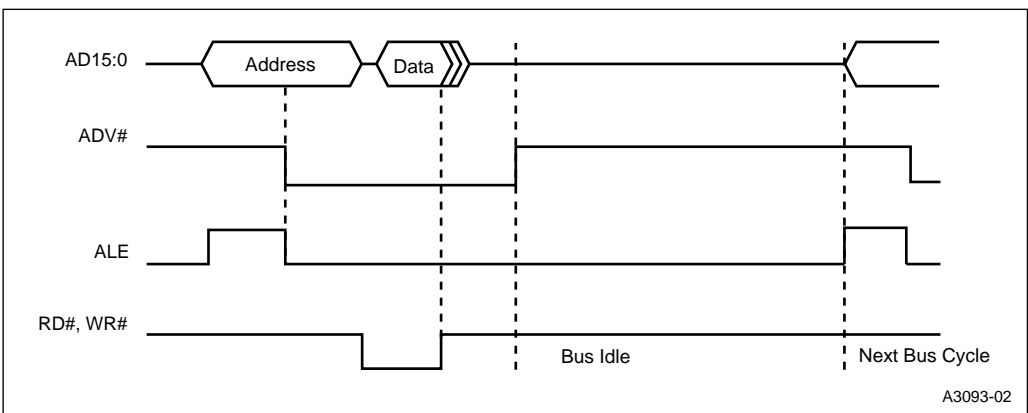 AD15:0
Address
Data
ADV#
ALE
RD#, WR#
Bus Idle
Next Bus Cycle
A3093-02